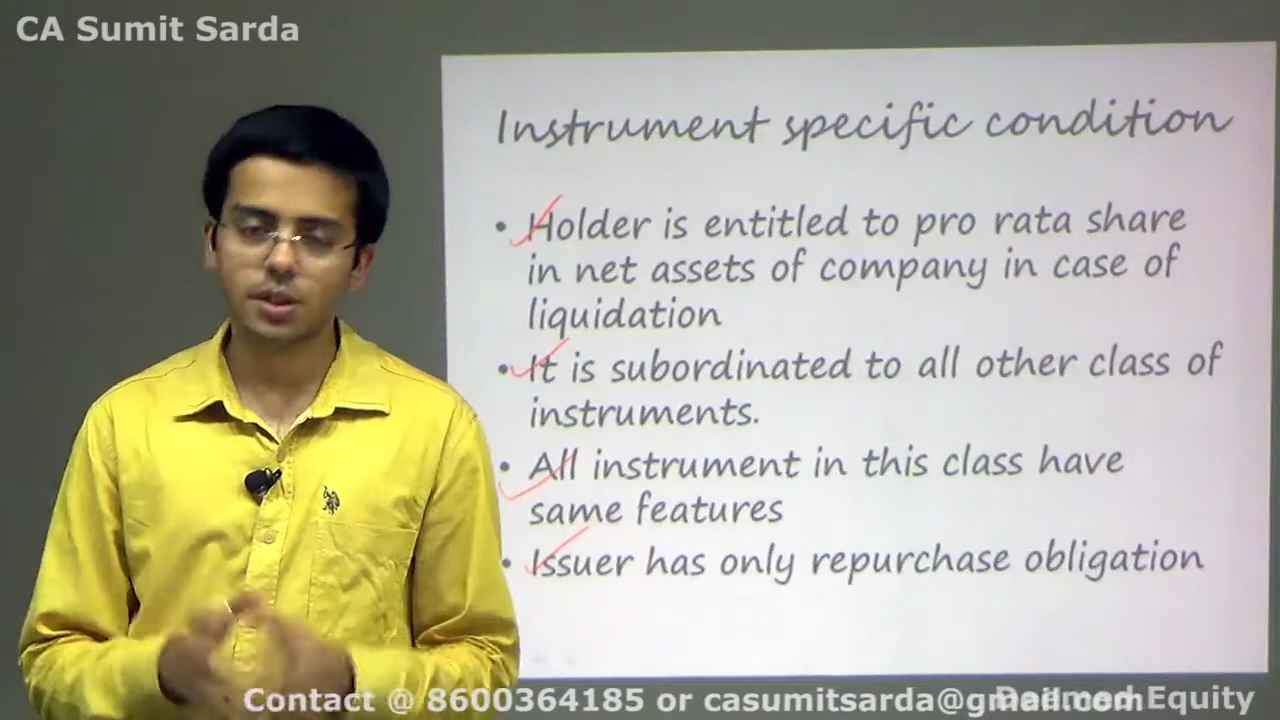 CA Sumit Sarda
Instrument specific condition
• Holder is entitled to pro rata share
in net assets of company in case of
liquidation
• It is subordinated to all other class of
instruments.
• All instrument in this class have
same features
• Issuer has only repurchase obligation
Contact @ 8600364185 or casumitsarda@gmail.com
Deemed Equity